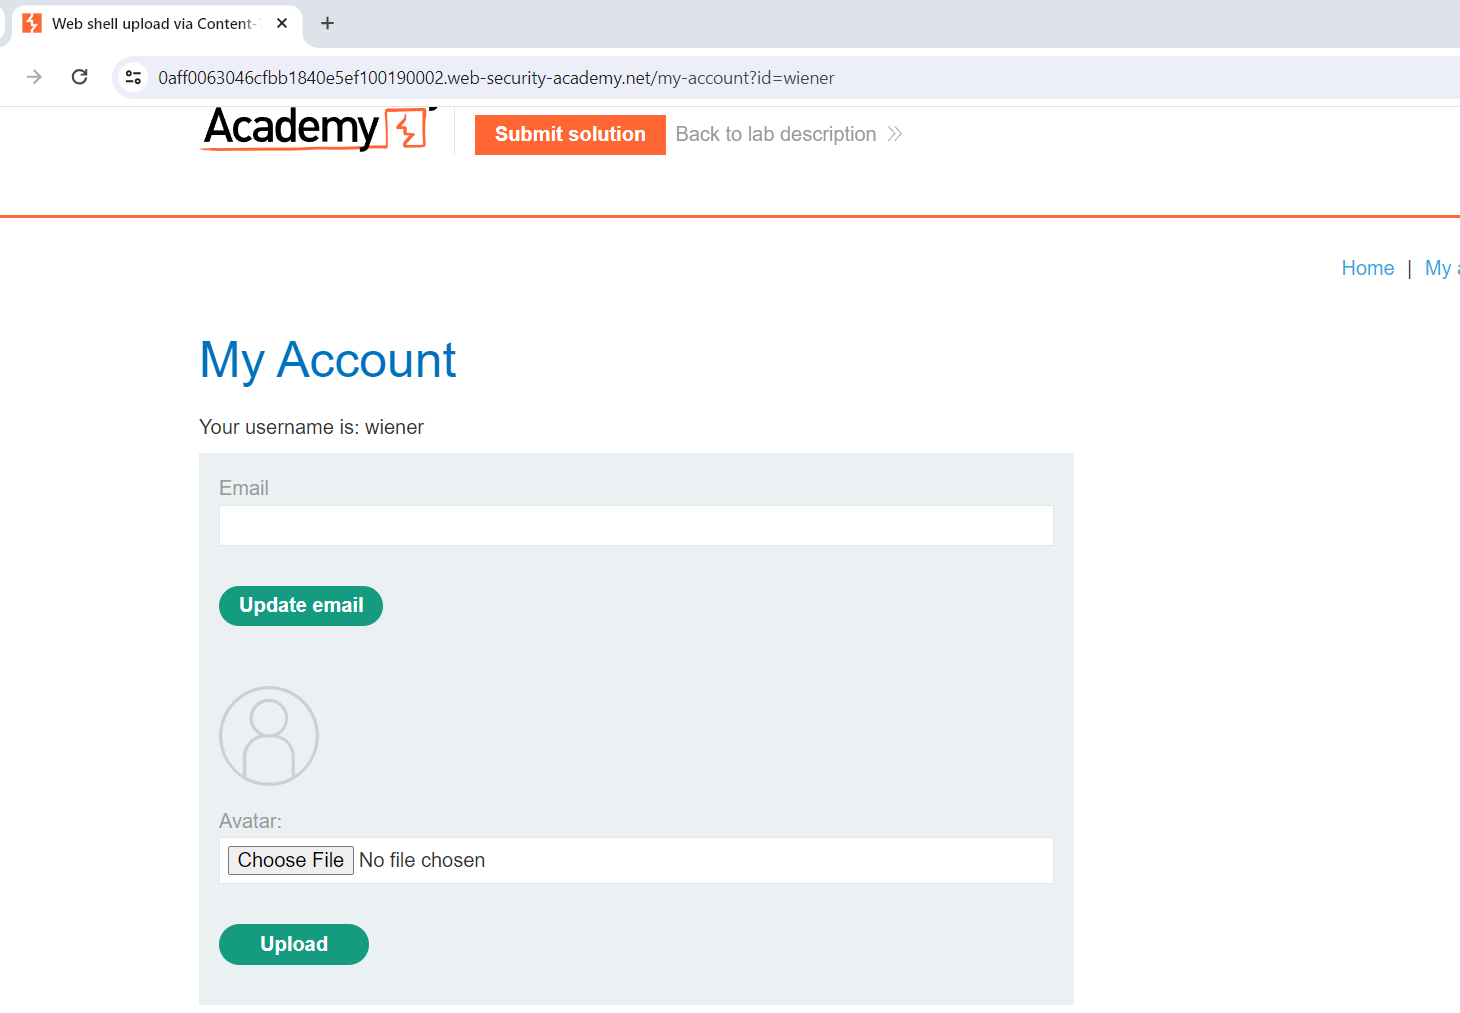 Web shell upload via Content-
0aff0063046cfbb1840e5ef100190002.web-security-academy.net/my-account?id=wiener
Academy
Submit solution
Back to lab description
Home | My
My Account
Your username is: wiener
Email
Update email
Avatar:
Choose File No file chosen
Upload